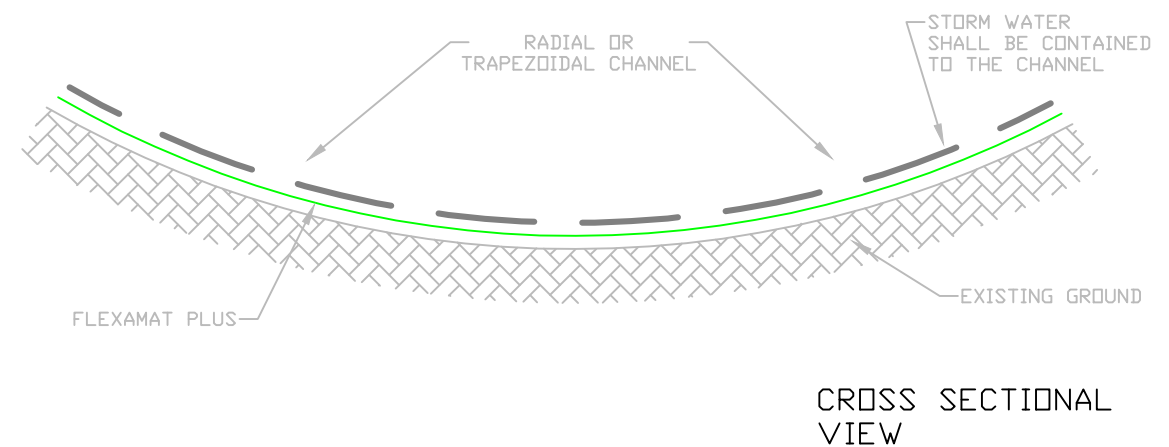 RADIAL OR
TRAPEZOIDAL CHANNEL
STORM WATER
SHALL BE CONTAINED
TO THE CHANNEL
FLEXAMAT PLUS
EXISTING GROUND
CROSS SECTIONAL
VIEW